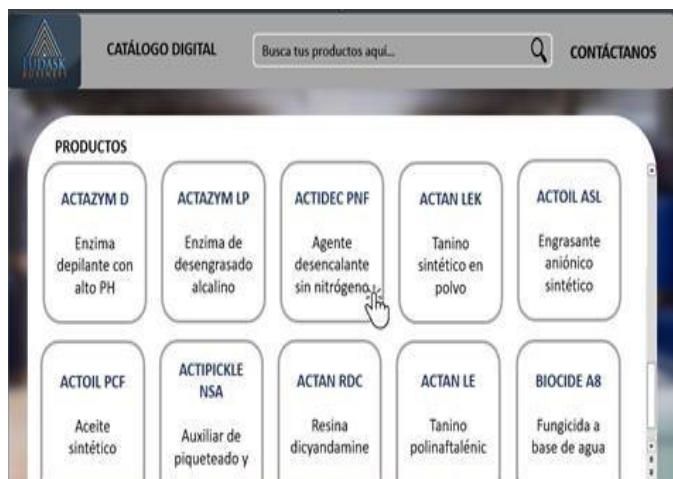 LUDASK
BUSINESS
CATÁLOGO DIGITAL
Busca tus productos aquí...
CONTÁCTANOS
PRODUCTOS
ACTAZYM D
Enzima
depilante con
alto PH
ACTAZYM LP
Enzima de
desengrasado
alcalino
ACTIDEC PNF
Agente
desencalante
sin nitrógeno
ACTAN LEK
Tanino
sintético en
polvo
ACTOIL ASL
Engrasante
aniónico
sintético
ACTOIL PCF
Aceite
sintético
ACTIPICKLE
NSA
Auxiliar de
piqueteado y
ACTAN RDC
Resina
dicyandamine
ACTAN LE
Tanino
polinaftalénic
BIOCIDE A8
Fungicida a
base de agua